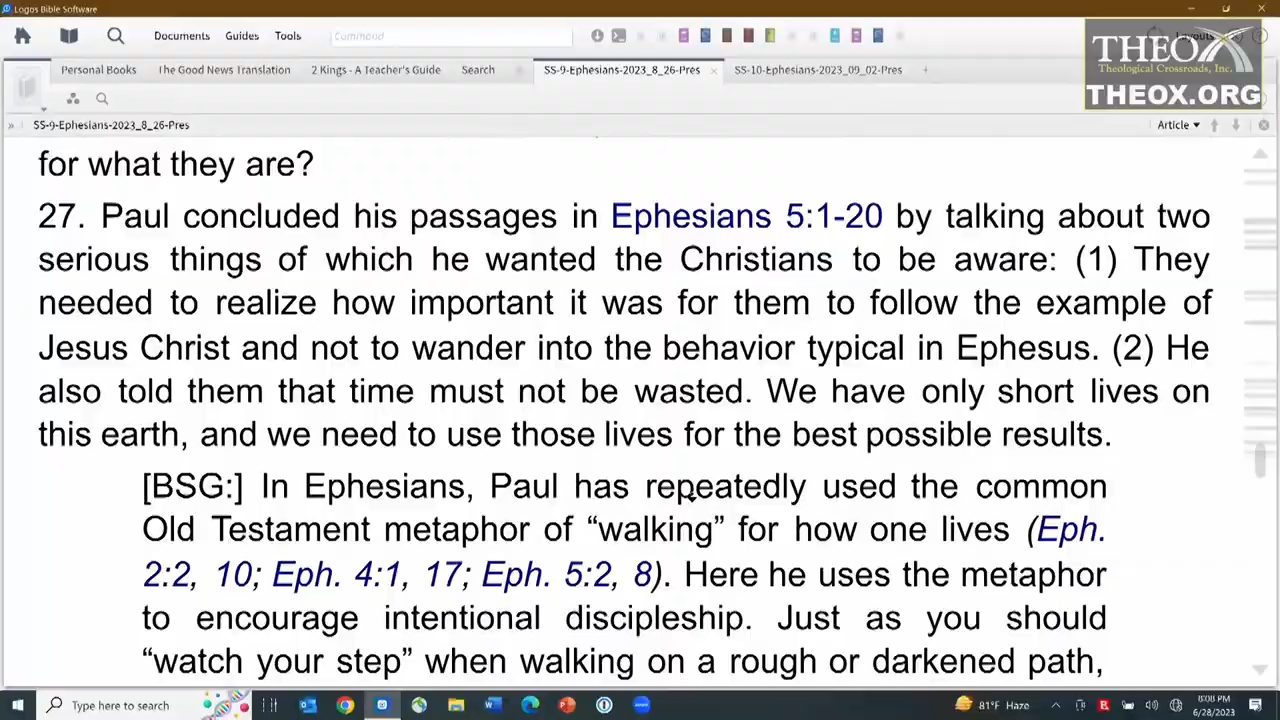 Logos Bible Software
Documents Guides Tools Command Layouts
THEOX
Theological Crossroads, Inc.
THEOX.ORG
Personal Books The Good News Translation 2 Kings - A Teacher's Guide Search SS-9-Ephesians-2023_8_26-Pres SS-10-Ephesians-2023_09_02-Pres
SS-9-Ephesians-2023_8_26-Pres Article
for what they are?
27. Paul concluded his passages in Ephesians 5:1-20 by talking about two
serious things of which he wanted the Christians to be aware: (1) They
needed to realize how important it was for them to follow the example of
Jesus Christ and not to wander into the behavior typical in Ephesus. (2) He
also told them that time must not be wasted. We have only short lives on
this earth, and we need to use those lives for the best possible results.
[BSG:] In Ephesians, Paul has repeatedly used the common
Old Testament metaphor of “walking” for how one lives (Eph.
2:2, 10; Eph. 4:1, 17; Eph. 5:2, 8). Here he uses the metaphor
to encourage intentional discipleship. Just as you should
“watch your step” when walking on a rough or darkened path,
Type here to search 81°F Haze 8:08 PM
6/28/2023